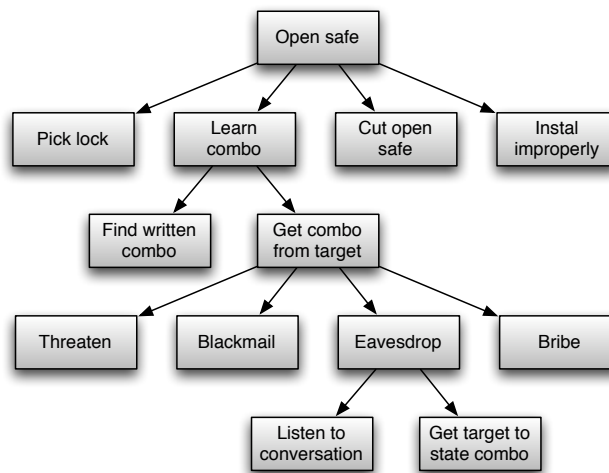 Open safe
Pick lock
Learn
combo
Cut open
safe
Instal
improperly
Find written
combo
Get combo
from target
Threaten
Blackmail
Eavesdrop
Bribe
Listen to
conversation
Get target to
state combo